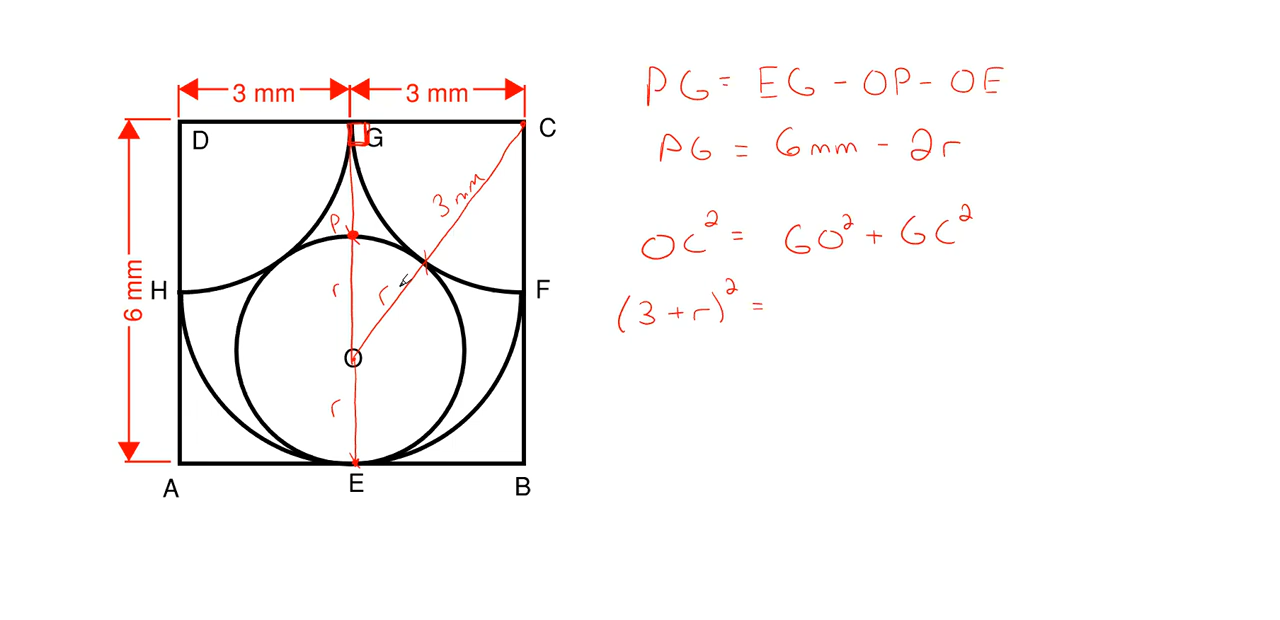 3 mm 3 mm
D G C
3 mm
P
H 6 mm r r F
O
r
A E B
PG = EG - OP - OE
PG = 6mm - 2r
OC² = GO² + GC²
(3 + r)² =